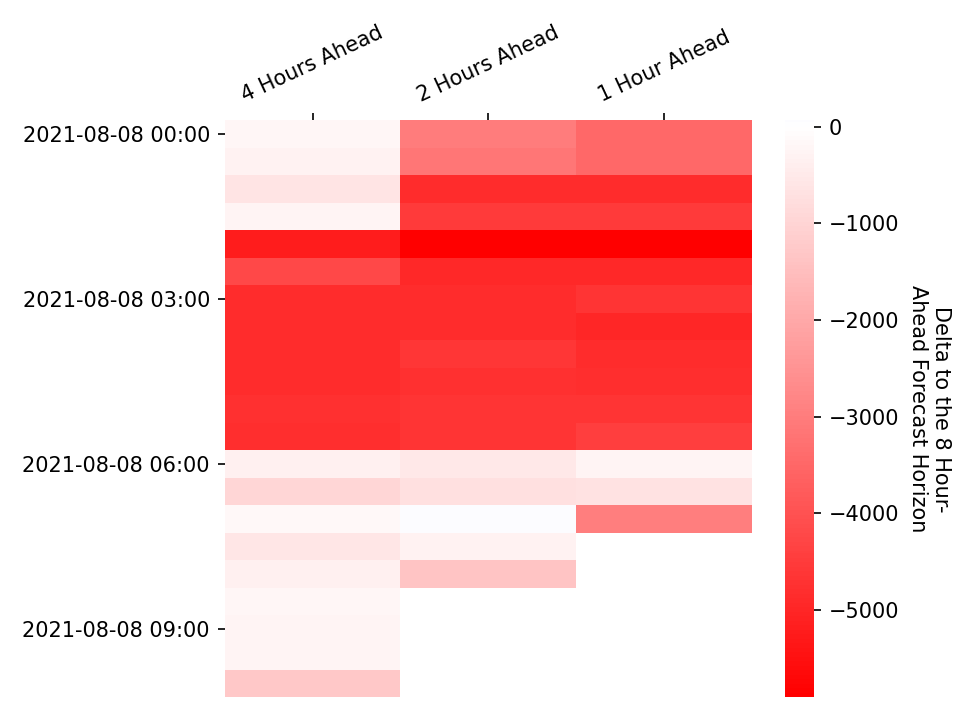 4 Hours Ahead
2 Hours Ahead
1 Hour Ahead
2021-08-08 00:00
2021-08-08 03:00
2021-08-08 06:00
2021-08-08 09:00
0
−1000
−2000
−3000
−4000
−5000
Delta to the 8 Hour-
Ahead Forecast Horizon